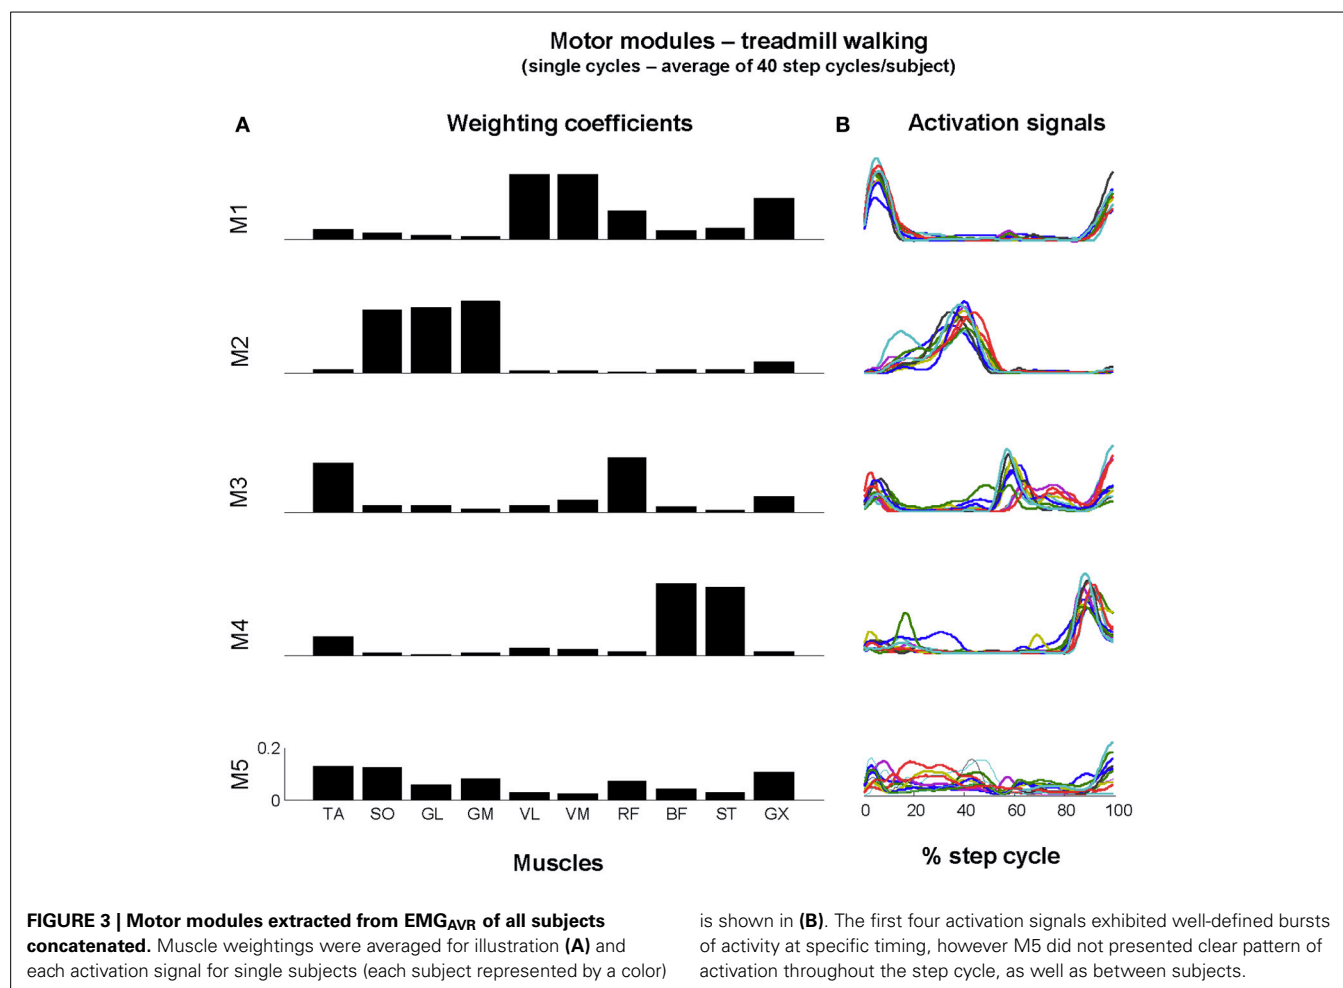 Motor modules – treadmill walking
(single cycles – average of 40 step cycles/subject)
A
Weighting coefficients
B
Activation signals
M1
M2
M3
M4
M5
0.2
0
TA SO GL GM VL VM RF BF ST GX
Muscles
0 20 40 60 80 100
% step cycle
FIGURE 3 | Motor modules extracted from EMGAVR of all subjects
concatenated. Muscle weightings were averaged for illustration (A) and
each activation signal for single subjects (each subject represented by a color)
is shown in (B). The first four activation signals exhibited well-defined bursts
of activity at specific timing, however M5 did not presented clear pattern of
activation throughout the step cycle, as well as between subjects.